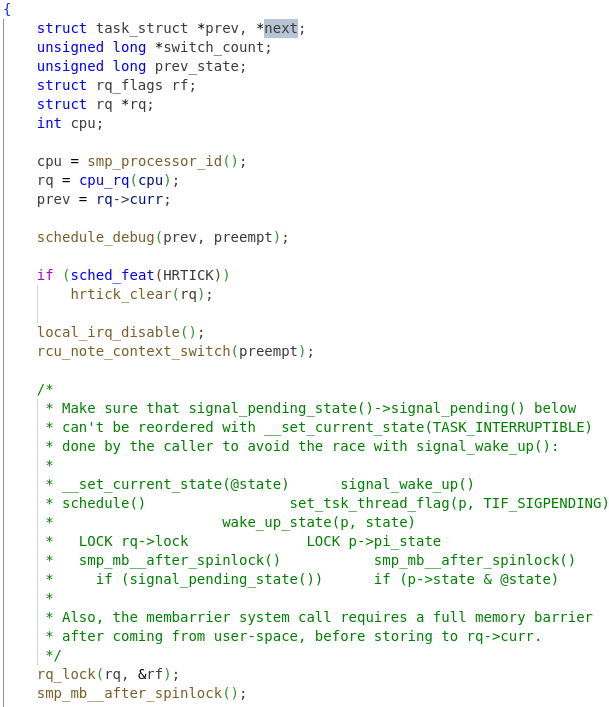 {
    struct task_struct *prev, *next;
    unsigned long *switch_count;
    unsigned long prev_state;
    struct rq_flags rf;
    struct rq *rq;
    int cpu;

    cpu = smp_processor_id();
    rq = cpu_rq(cpu);
    prev = rq->curr;

    schedule_debug(prev, preempt);

    if (sched_feat(HRTICK))
        hrtick_clear(rq);

    local_irq_disable();
    rcu_note_context_switch(preempt);

    /*
     * Make sure that signal_pending_state()->signal_pending() below
     * can't be reordered with __set_current_state(TASK_INTERRUPTIBLE)
     * done by the caller to avoid the race with signal_wake_up():
     *
     * __set_current_state(@state)      signal_wake_up()
     * schedule()                 set_tsk_thread_flag(p, TIF_SIGPENDING)
     *                    wake_up_state(p, state)
     *   LOCK rq->lock              LOCK p->pi_state
     *   smp_mb__after_spinlock()           smp_mb__after_spinlock()
     *     if (signal_pending_state())      if (p->state & @state)
     *
     * Also, the membarrier system call requires a full memory barrier
     * after coming from user-space, before storing to rq->curr.
     */
    rq_lock(rq, &rf);
    smp_mb__after_spinlock();